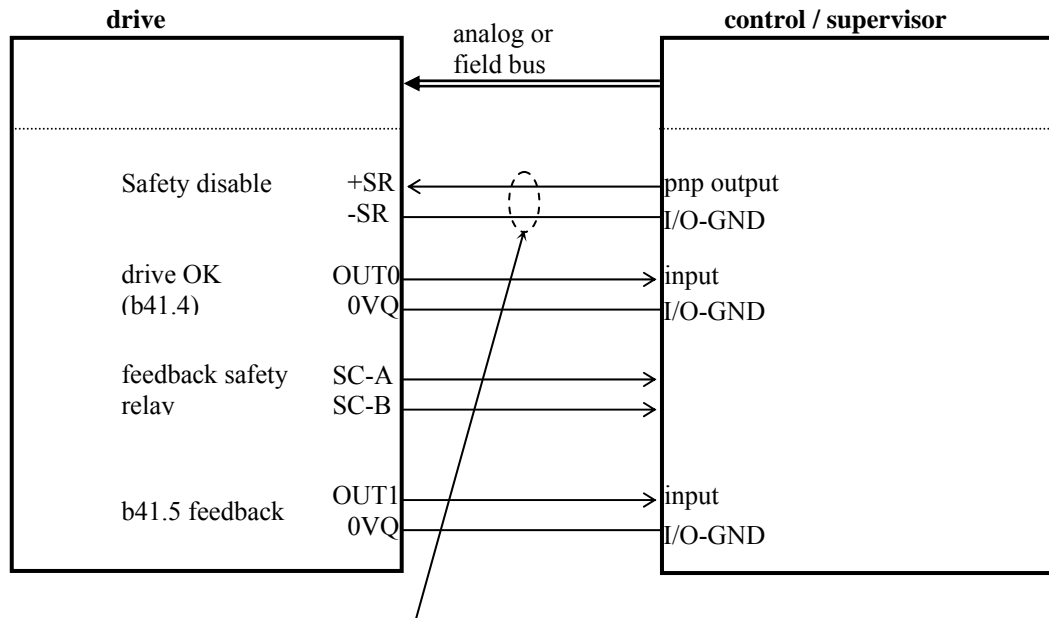 drive
control / supervisor
analog or
field bus
Safety disable
+SR
pnp output
-SR
I/O-GND
drive OK
OUT0
input
(b41.4)
0VQ
I/O-GND
feedback safety
SC-A
relay
SC-B
OUT1
input
b41.5 feedback
0VQ
I/O-GND